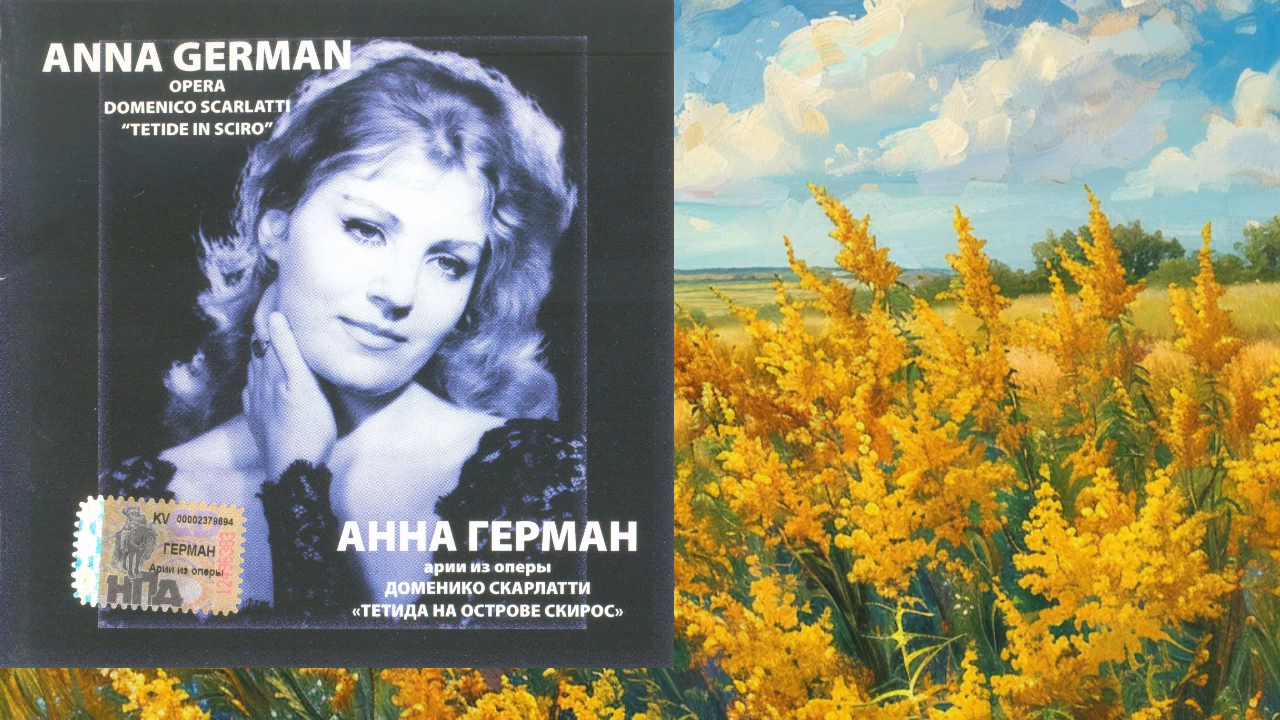 ANNA GERMAN
OPERA
DOMENICO SCARLATTI
“TETIDE IN SCIRO”
АННА ГЕРМАН
арии из оперы
ДОМЕНИКО СКАРЛАТТИ
«ТЕТИДА НА ОСТРОВЕ СКИРОС»
KV 00002379694
ГЕРМАН
Арии из оперы
НПД